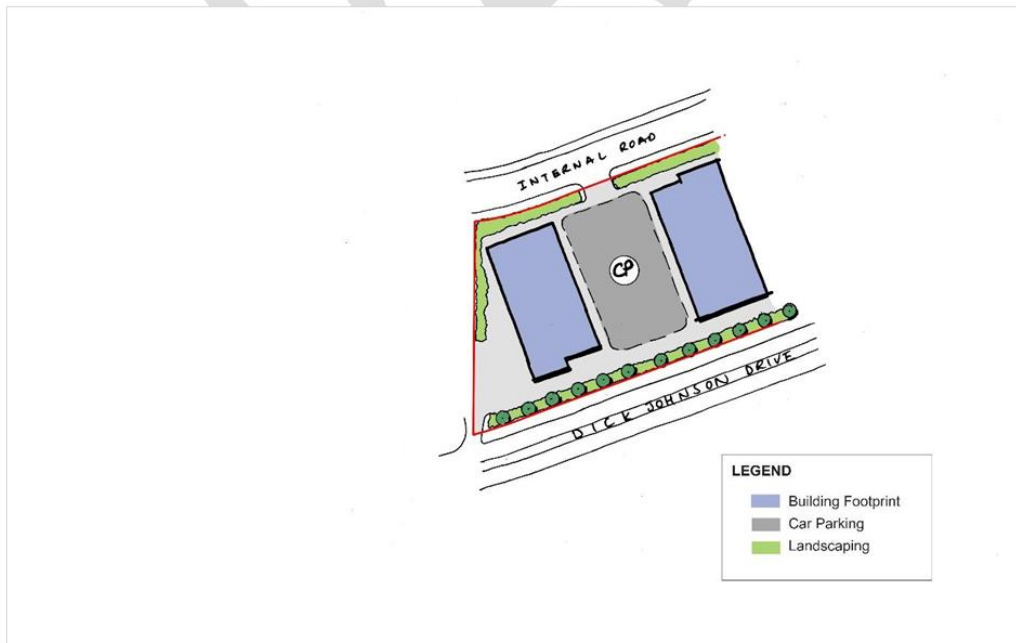 INTERNAL ROAD
CP
DICK JOHNSON DRIVE
LEGEND
Building Footprint
Car Parking
Landscaping